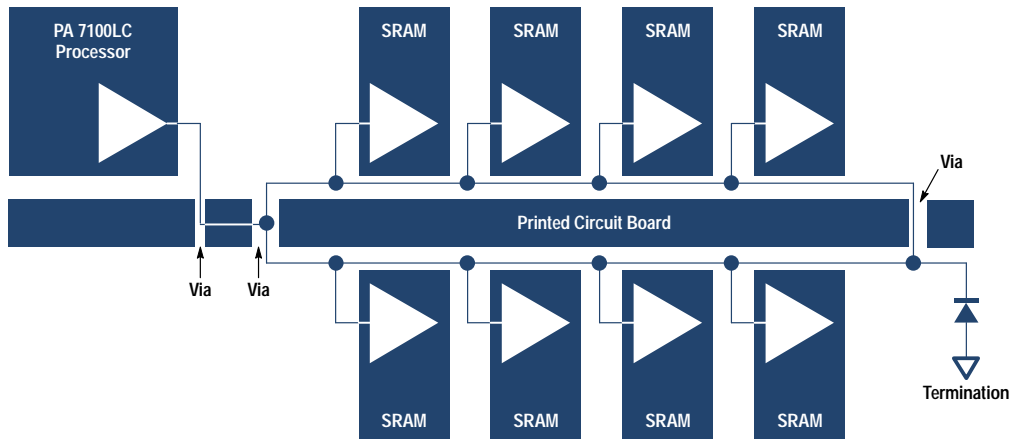 PA 7100LC
Processor
SRAM
SRAM
SRAM
SRAM
Via
Printed Circuit Board
Via
Via
SRAM
SRAM
SRAM
SRAM
Termination